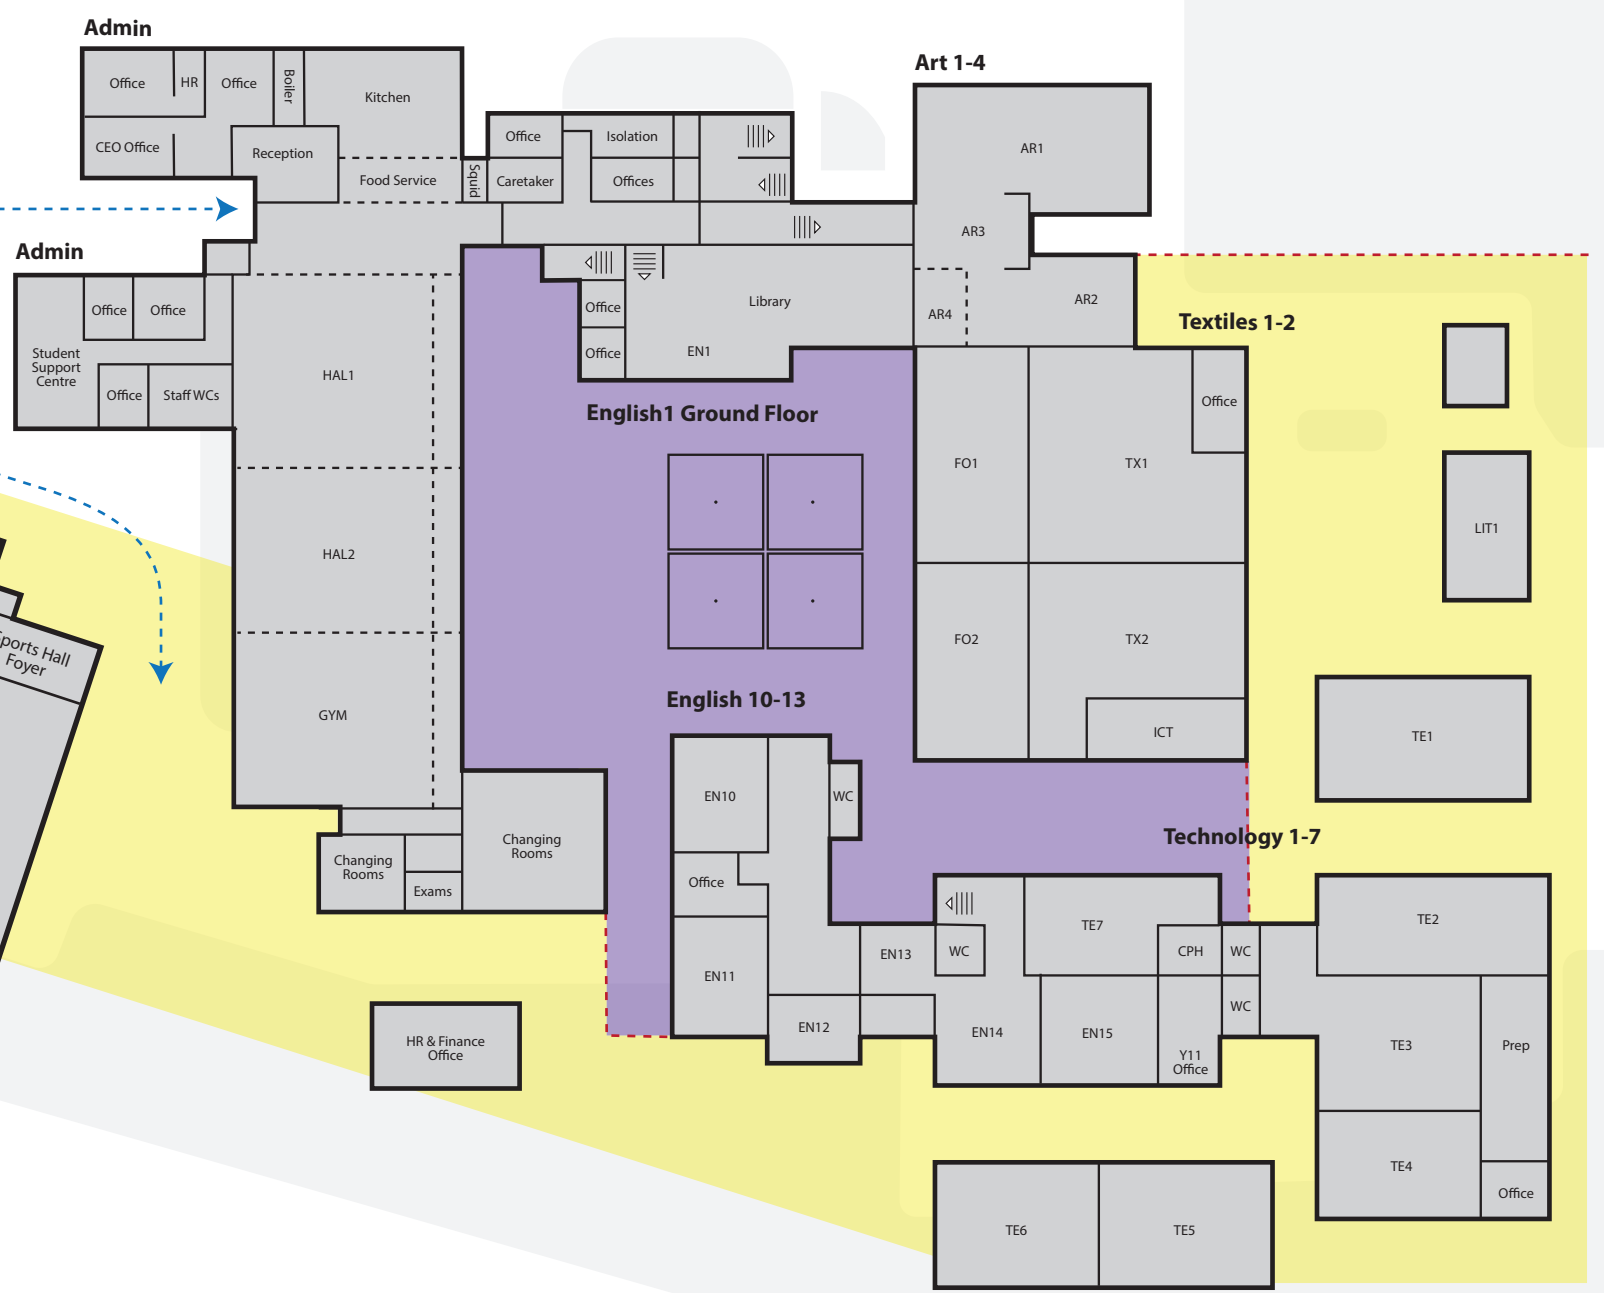 Admin
Art 1-4
Office
HR
Office
Boiler
Kitchen
CEO Office
Reception
Food Service
Squid
Office
Caretaker
Isolation
Offices
AR1
AR3
AR2
AR4
Admin
Office
Office
Student
Support
Centre
Office
Staff WCs
HAL1
HAL2
GYM
Office
Office
Library
EN1
English1 Ground Floor
Textiles 1-2
Office
FO1
TX1
FO2
TX2
ICT
LIT1
TE1
Sports Hall
Foyer
English 10-13
EN10
WC
Office
EN11
EN12
EN13
WC
EN14
EN15
Technology 1-7
TE7
CPH
WC
WC
Y11
Office
TE2
TE3
Prep
TE4
Office
Changing
Rooms
Changing
Rooms
Exams
HR & Finance
Office
TE6
TE5